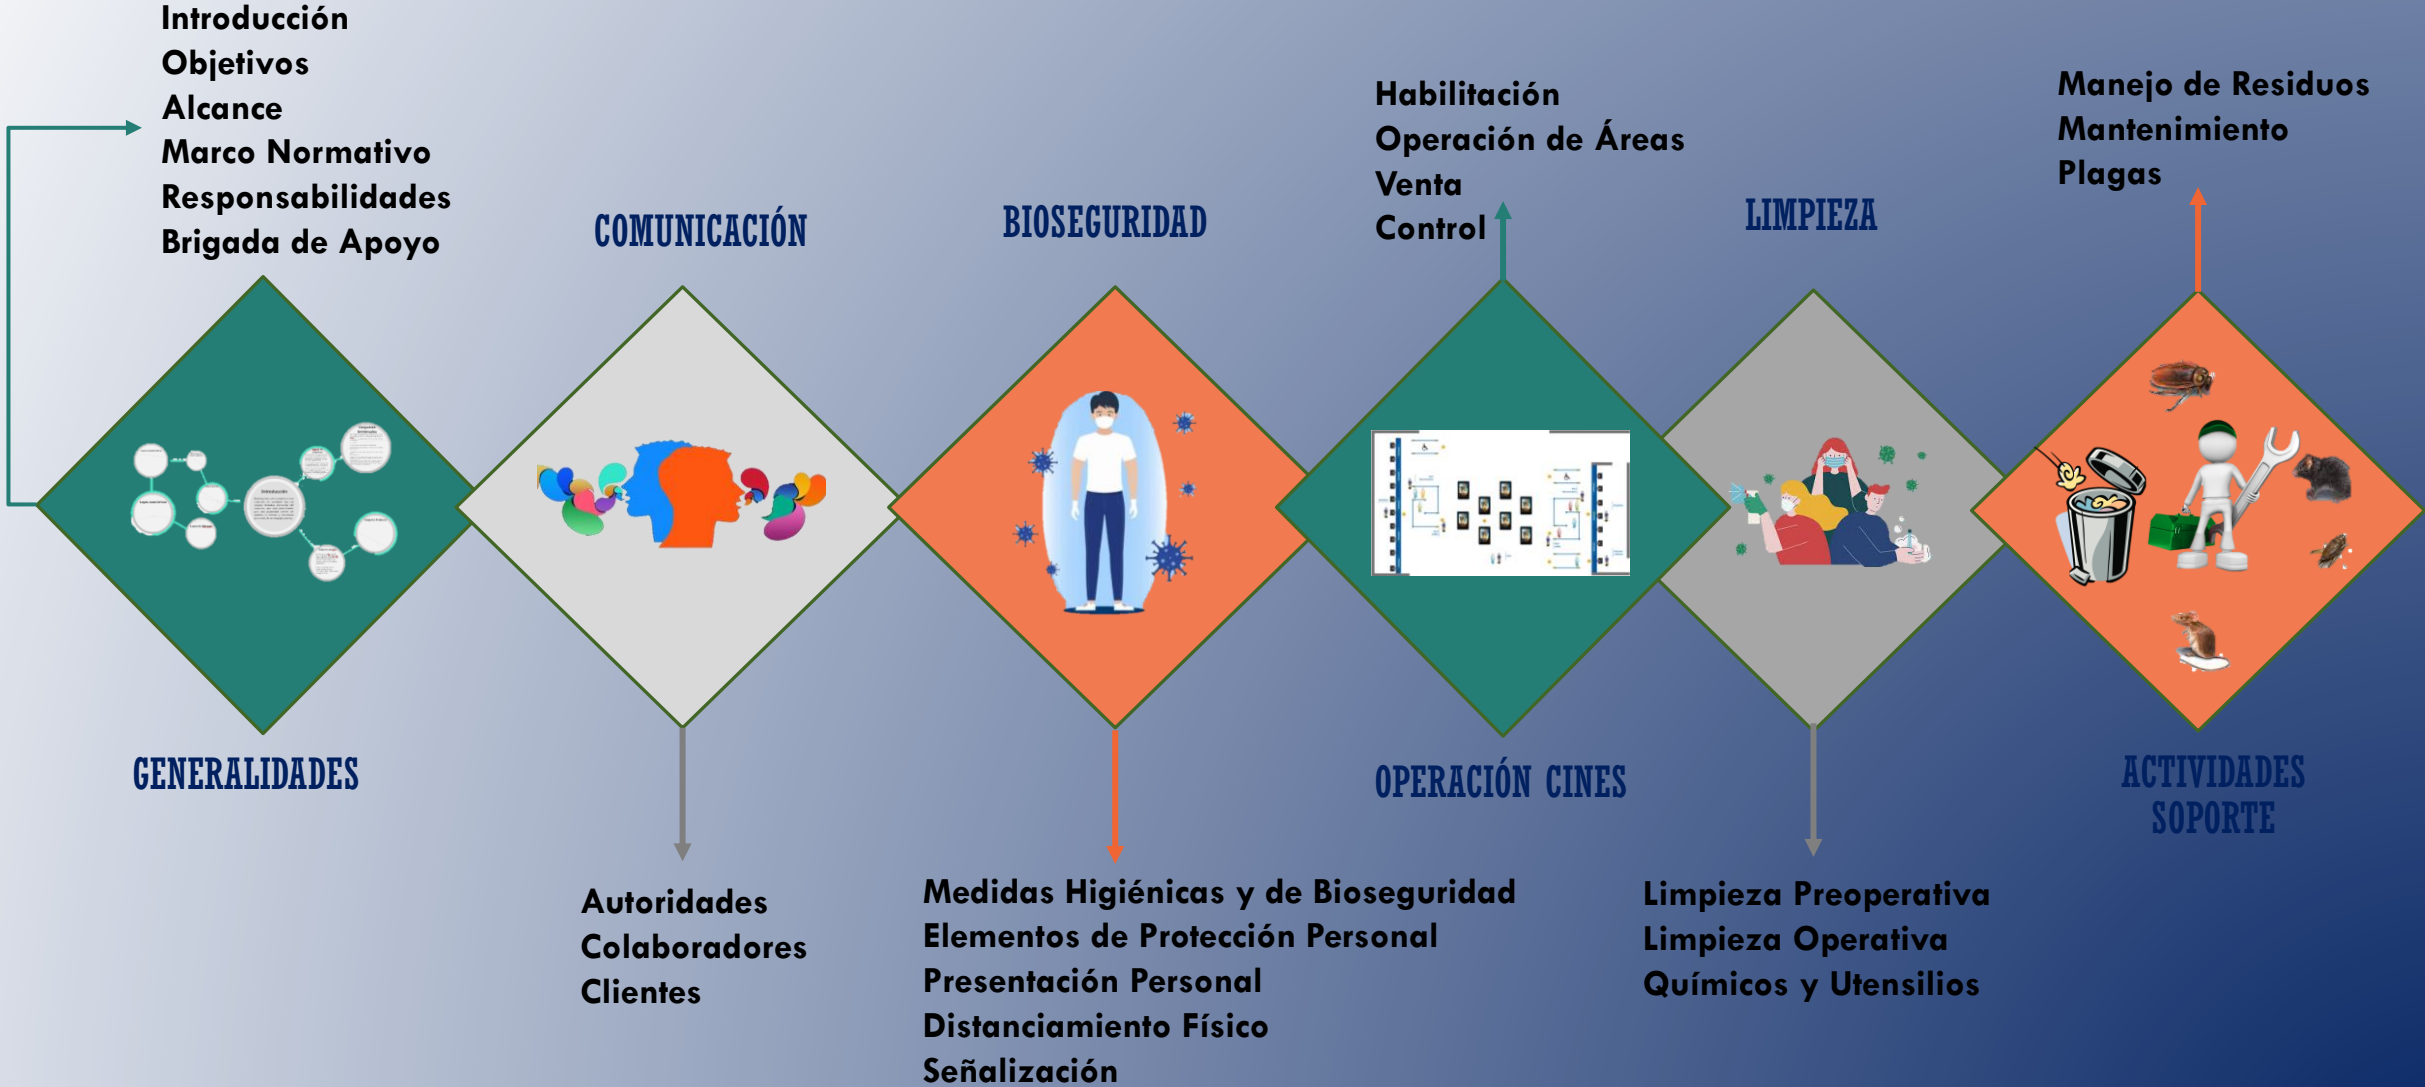 Introducción
Objetivos
Alcance
Marco Normativo
Responsabilidades
Brigada de Apoyo
GENERALIDADES
COMUNICACIÓN
Autoridades
Colaboradores
Clientes
BIOSEGURIDAD
Medidas Higiénicas y de Bioseguridad
Elementos de Protección Personal
Presentación Personal
Distanciamiento Físico
Señalización
Habilitación
Operación de Áreas
Venta
Control
OPERACIÓN CINES
LIMPIEZA
Limpieza Preoperativa
Limpieza Operativa
Químicos y Utensilios
Manejo de Residuos
Mantenimiento
Plagas
ACTIVIDADES
SOPORTE
Introducción